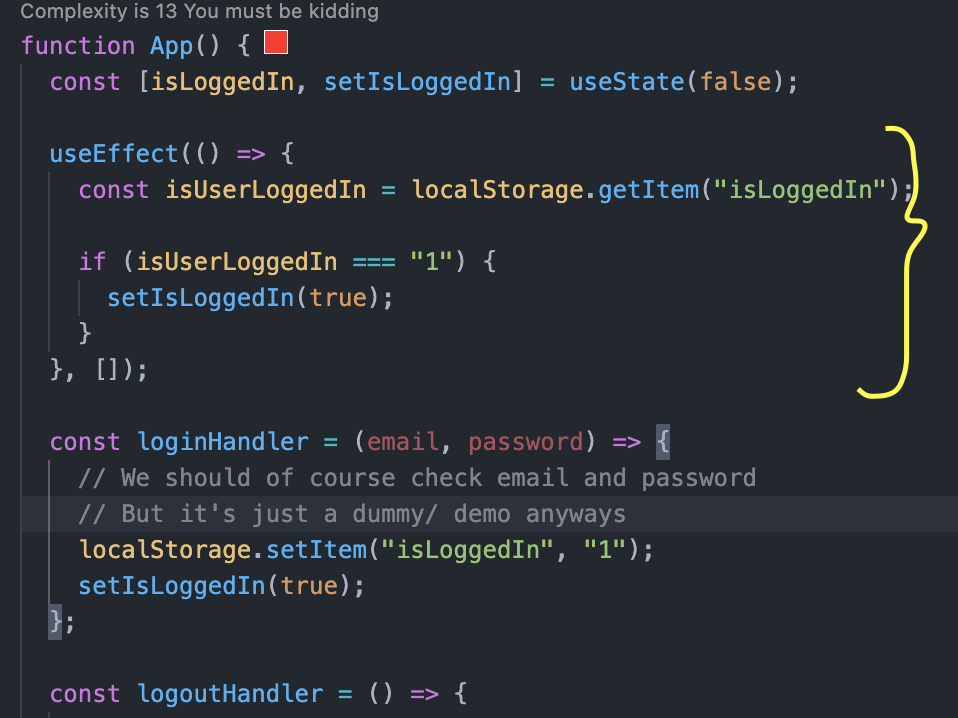 Complexity is 13 You must be kidding
function App() {
const [isLoggedIn, setIsLoggedIn] = useState(false);
useEffect(() => {
const isUserLoggedIn = localStorage.getItem("isLoggedIn");
if (isUserLoggedIn === "1") {
setIsLoggedIn(true);
}
}, []);
const loginHandler = (email, password) => {
// We should of course check email and password
// But it's just a dummy/ demo anyways
localStorage.setItem("isLoggedIn", "1");
setIsLoggedIn(true);
};
const logoutHandler = () => {